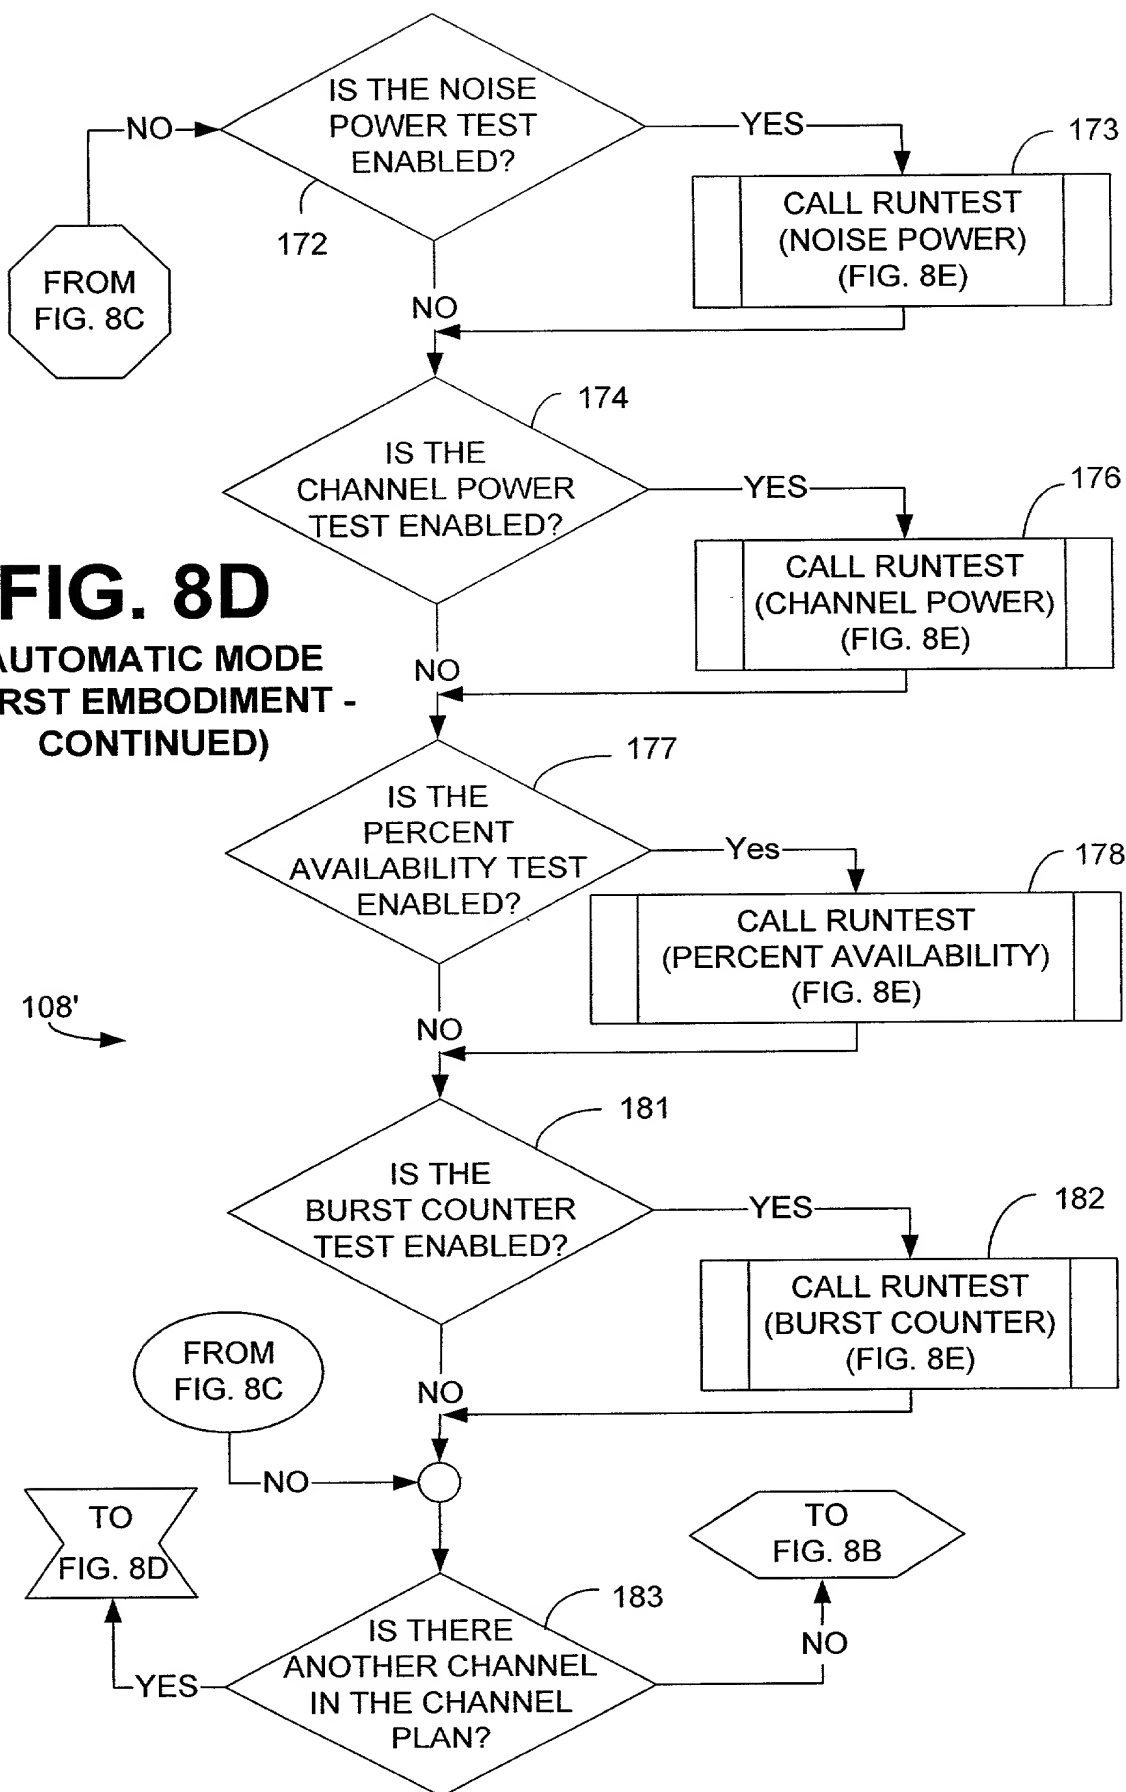 IS THE NOISE
POWER TEST
ENABLED?
NO
YES
173
172
CALL RUNTEST
(NOISE POWER)
(FIG. 8E)
FROM
FIG. 8C
NO
174
IS THE
CHANNEL POWER
TEST ENABLED?
YES
176
CALL RUNTEST
(CHANNEL POWER)
(FIG. 8E)
FIG. 8D
AUTOMATIC MODE
RST EMBODIMENT -
CONTINUED)
NO
177
IS THE
PERCENT
AVAILABILITY TEST
ENABLED?
Yes
178
CALL RUNTEST
(PERCENT AVAILABILITY)
(FIG. 8E)
108'
NO
181
IS THE
BURST COUNTER
TEST ENABLED?
YES
182
CALL RUNTEST
(BURST COUNTER)
(FIG. 8E)
FROM
FIG. 8C
NO
NO
TO
FIG. 8D
TO
FIG. 8B
183
IS THERE
ANOTHER CHANNEL
IN THE CHANNEL
PLAN?
YES
NO